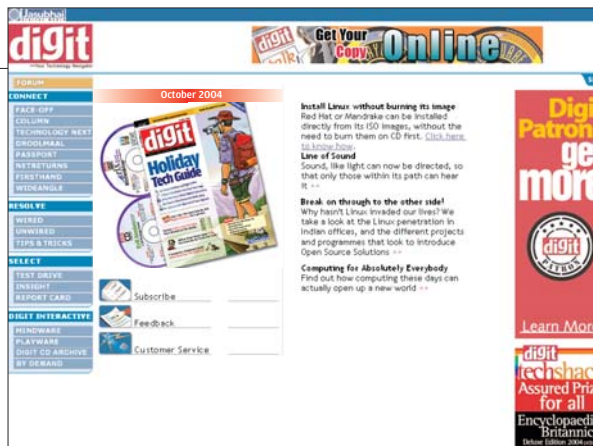 Jasubhai
digit
Your Technology Navigator
digit
Get Your
Copy
Online
FORUM
CONNECT
FACE-OFF
COLUMN
TECHNOLOGY NEXT
DROOLMAAL
PASSPORT
NETRETURNS
FIRSTHAND
WIDEANGLE
RESOLVE
WIRED
UNWIRED
TIPS & TRICKS
SELECT
TEST DRIVE
INSIGHT
REPORT CARD
DIGIT INTERACTIVE
MINDWARE
PLAYWARE
DIGIT CD ARCHIVE
BY DEMAND
October 2004
digit
Holiday
Tech Guide
Subscribe
Feedback
Customer Service
Install Linux without burning its image
Red Hat or Mandrake can be installed
directly from its ISO images, without the
need to burn them on CD first. Click here
to know how.
Line of Sound
Sound, like light can now be directed, so
that only those within its path can hear
it »
Break on through to the other side!
Why hasn't Linux invaded our lives? We
take a look at the Linux penetration in
Indian offices, and the different projects
and programmes that look to introduce
Open Source Solutions »
Computing for Absolutely Everybody
Find out how computing these days can
actually open up a new world »
S
Digi
Patron
ge
more
digit
PATRON
Learn Mor
digit
techshac
Assured Priz
for all
Encyclopaedi
Britannic
Deluxe Edition 2004